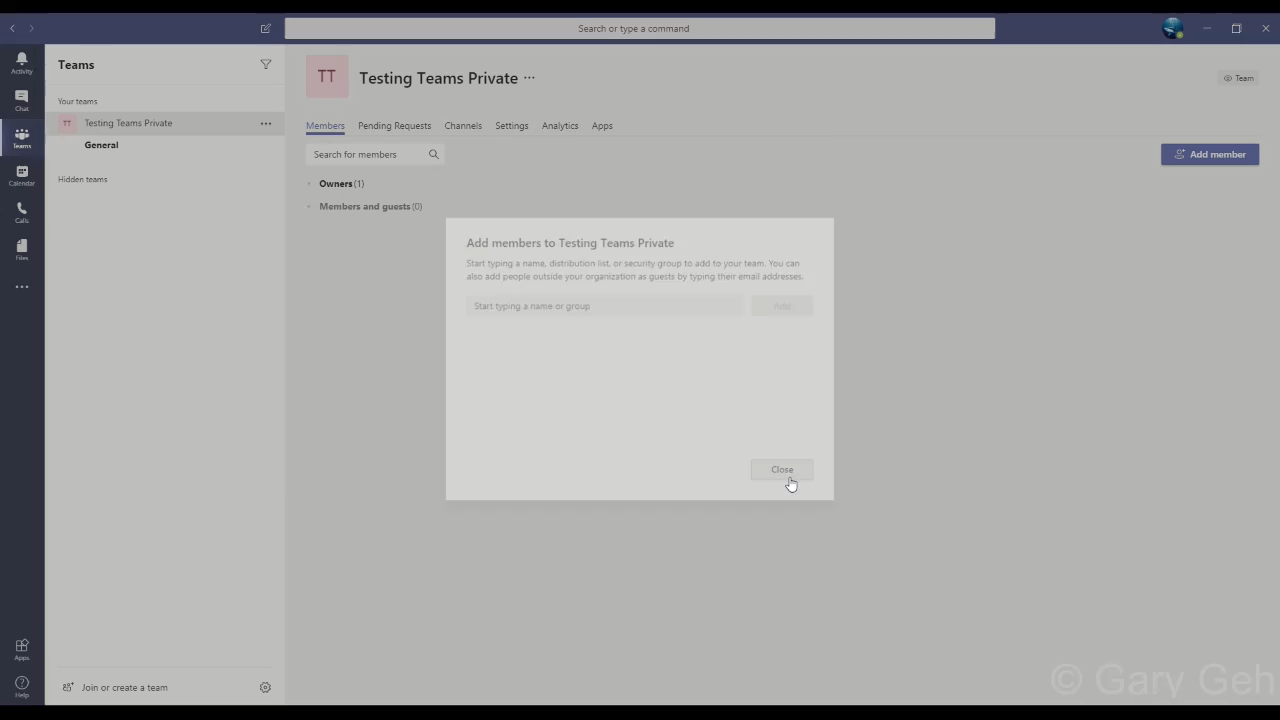 Search or type a command
Activity
Chat
Teams
Calendar
Calls
Files
Apps
Help
Teams
Your teams
TT
Testing Teams Private
General
Hidden teams
Join or create a team
TT
Testing Teams Private
Team
Members
Pending Requests
Channels
Settings
Analytics
Apps
Search for members
Add member
Owners (1)
Members and guests (0)
Add members to Testing Teams Private
Start typing a name, distribution list, or security group to add to your team. You can
also add people outside your organization as guests by typing their email addresses.
Start typing a name or group
Add
Close
© Gary Geh